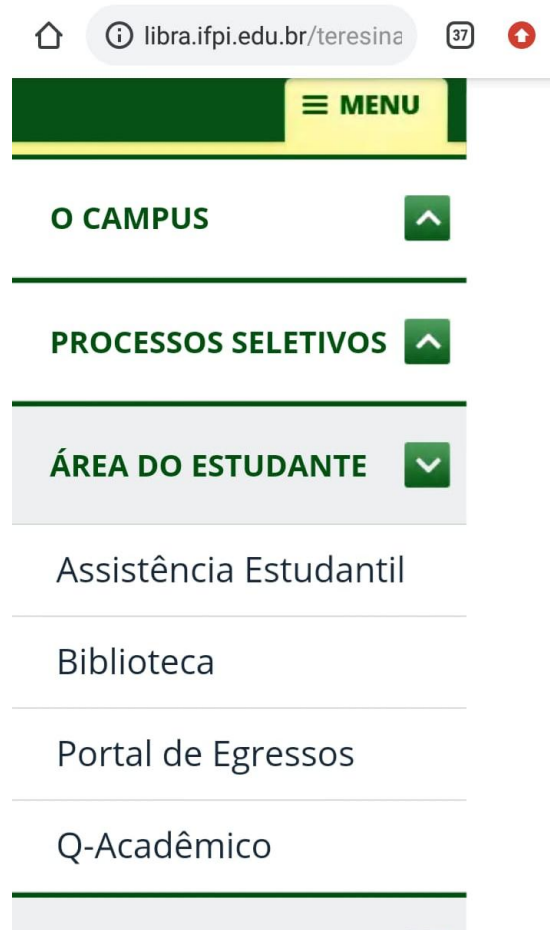 libra.ifpi.edu.br/teresina
37
MENU
O CAMPUS
PROCESSOS SELETIVOS
ÁREA DO ESTUDANTE
Assistência Estudantil
Biblioteca
Portal de Egressos
Q-Acadêmico